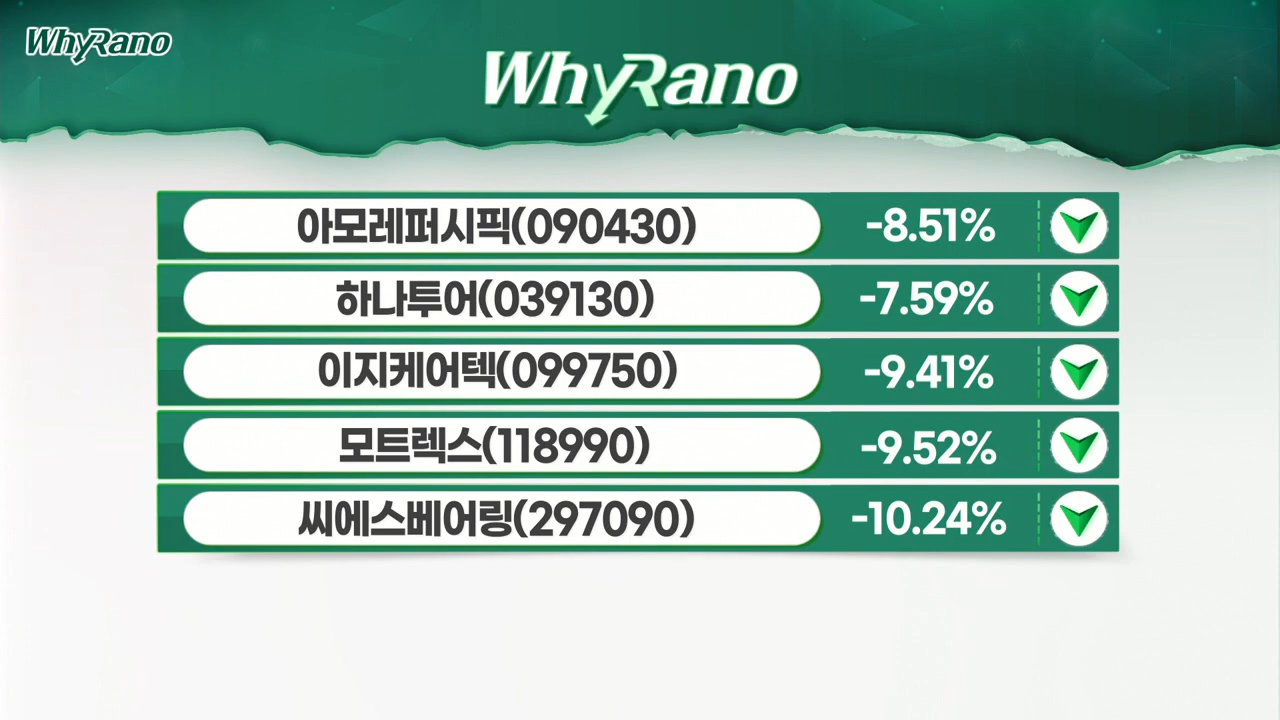 WhyRano
WhyRano
아모레퍼시픽(090430) -8.51%
하나투어(039130) -7.59%
이지케어텍(099750) -9.41%
모트렉스(118990) -9.52%
씨에스베어링(297090) -10.24%